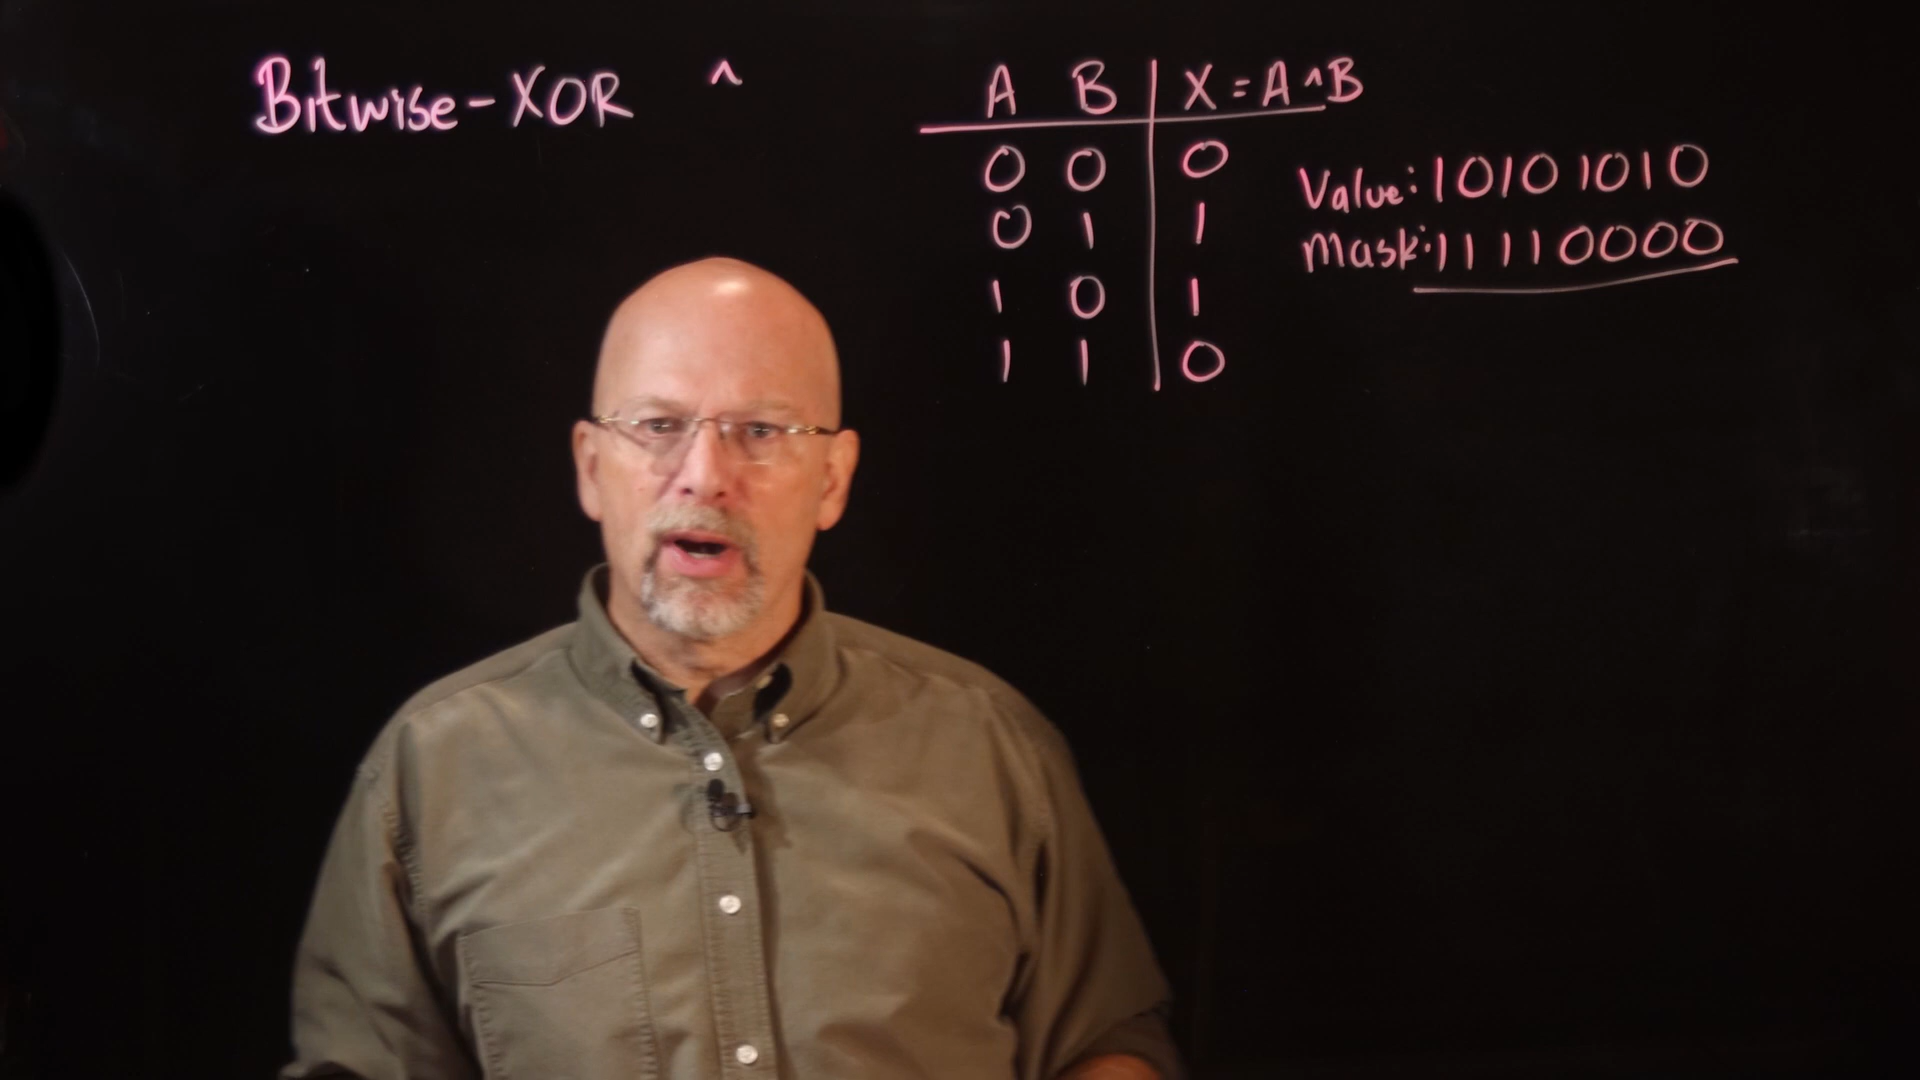 Bitwise-XOR ^
A B X = A ^ B
0 0 0
0 1 1
1 0 1
1 1 0
Value: 10101010
Mask: 11110000